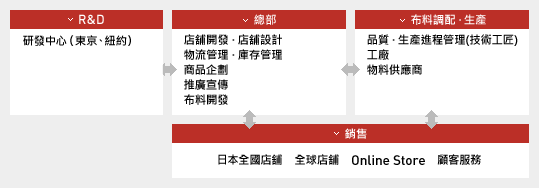 R&D
研發中心（東京、紐約）
總部
店舖開發・店舖設計
物流管理・庫存管理
商品企劃
推廣宣傳
布料開發
布料調配・生產
品質・生產進程管理(技術工匠)
工廠
物料供應商
銷售
日本全國店舖　全球店舖　Online Store　顧客服務